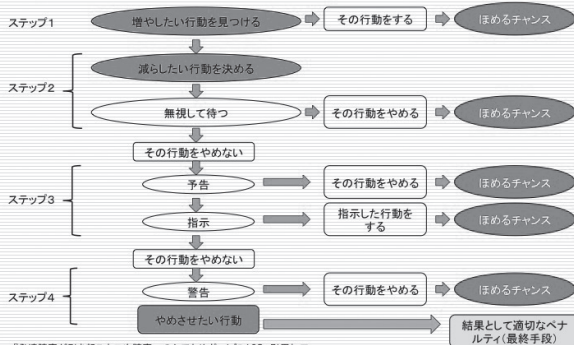 ステップ1
増やしたい行動を見つける
その行動をする
ほめるチャンス
減らしたい行動を決める
ステップ2
無視して待つ
その行動をやめる
ほめるチャンス
その行動をやめない
予告
その行動をやめる
ほめるチャンス
ステップ3
指示
指示した行動を
する
ほめるチャンス
その行動をやめない
警告
その行動をやめる
ほめるチャンス
ステップ4
やめさせたい行動
結果として適切なペナ
ルティ(最終手段)